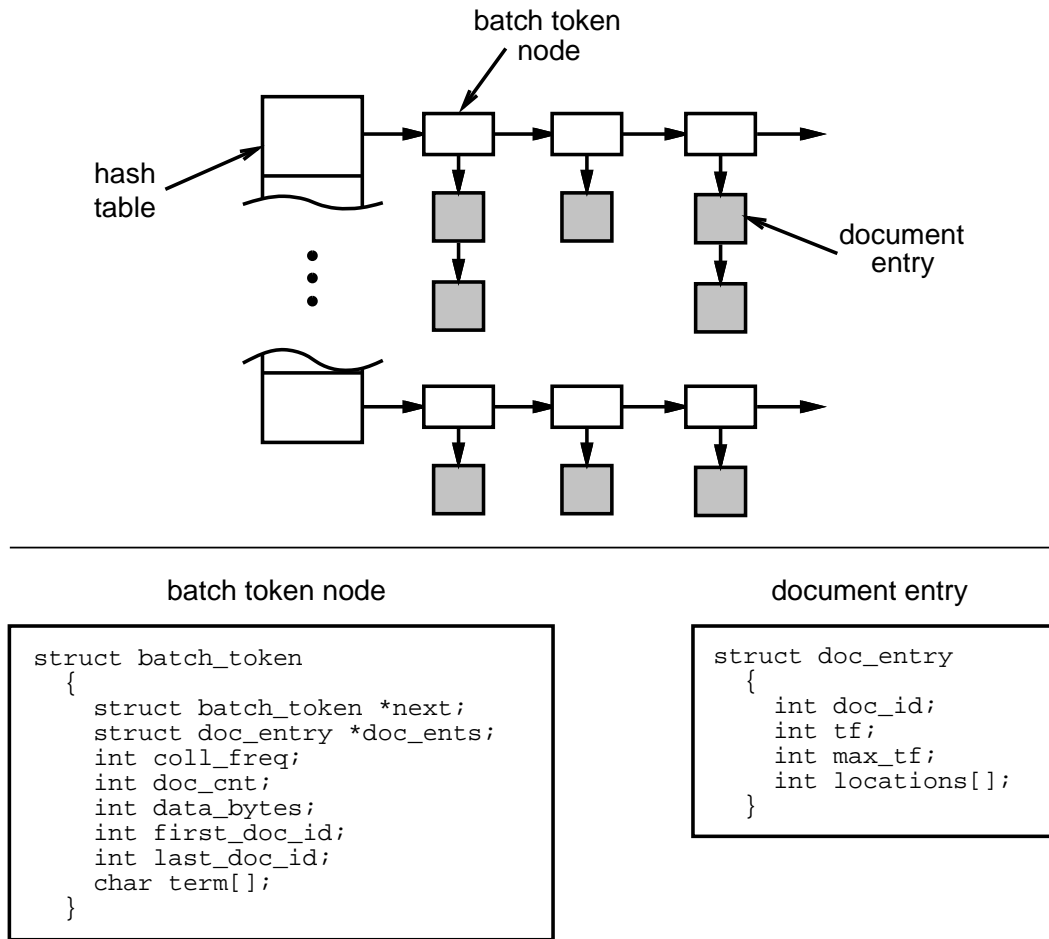 batch token
node
hash
table
document
entry
batch token node
struct batch_token
{
struct batch_token *next;
struct doc_entry *doc_ents;
int coll_freq;
int doc_cnt;
int data_bytes;
int first_doc_id;
int last_doc_id;
char term[];
}
document entry
struct doc_entry
{
int doc_id;
int tf;
int max_tf;
int locations[];
}